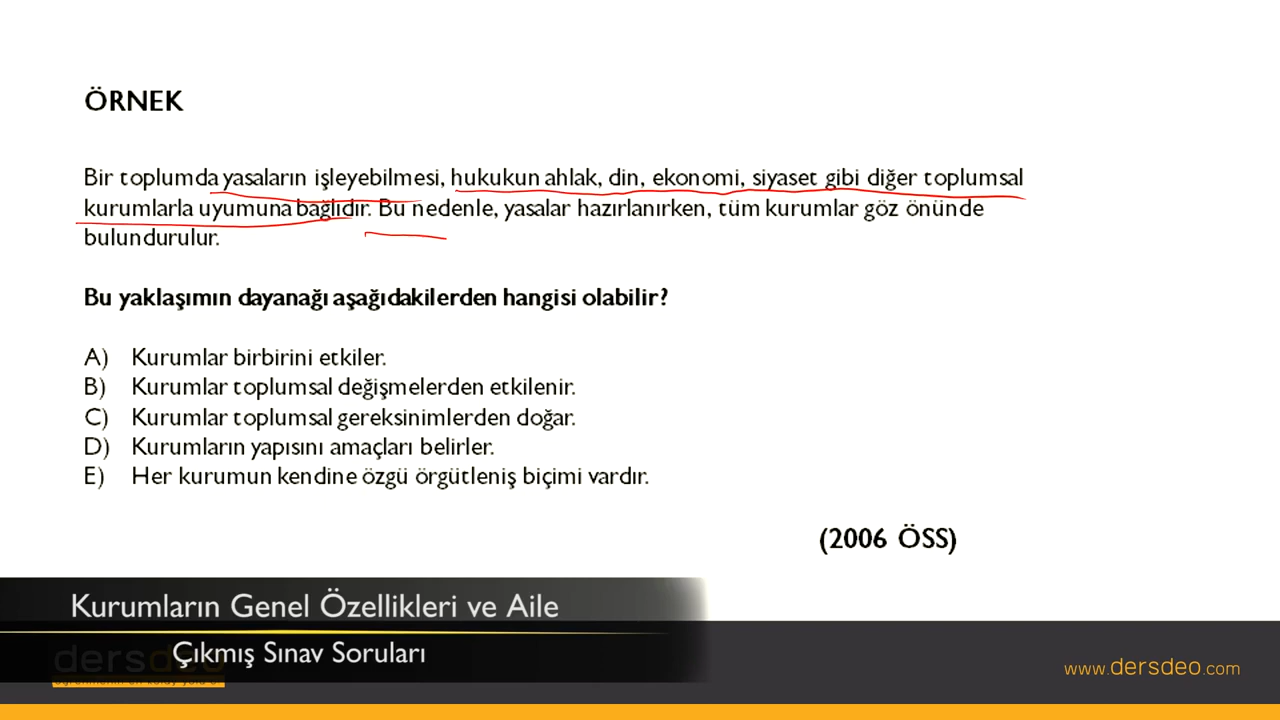 ÖRNEK
Bir toplumda yasaların işleyebilmesi, hukukun ahlak, din, ekonomi, siyaset gibi diğer toplumsal
kurumlarla uyumuna bağlıdır. Bu nedenle, yasalar hazırlanırken, tüm kurumlar göz önünde
bulundurulur.
Bu yaklaşımın dayanağı aşağıdakilerden hangisi olabilir?
A) Kurumlar birbirini etkiler.
B) Kurumlar toplumsal değişmelerden etkilenir.
C) Kurumlar toplumsal gereksinimlerden doğar.
D) Kurumların yapısını amaçları belirler.
E) Her kurumun kendine özgü örgütleniş biçimi vardır.
(2006 ÖSS)
Kurumların Genel Özellikleri ve Aile
Çıkmış Sınav Soruları
dersdeo
www.dersdeo.com